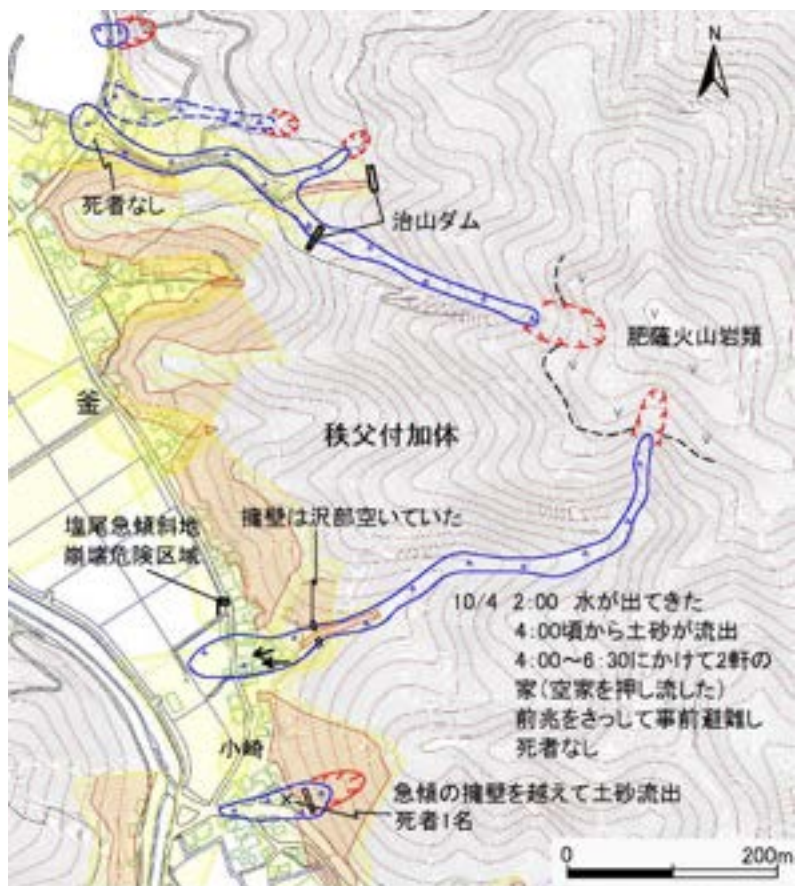 N
死者なし
治山ダム
肥薩火山岩類
釜
秩父付加体
塩尾急傾斜地
崩壊危険区域
擁壁は沢部空いていた
10/4 2:00 水が出てきた
4:00頃から土砂が流出
4:00～6:30にかけて2軒の
家(空家を押し流した)
前兆をさっして事前避難し
死者なし
小崎
急傾の擁壁を越えて土砂流出
死者1名
0 200m